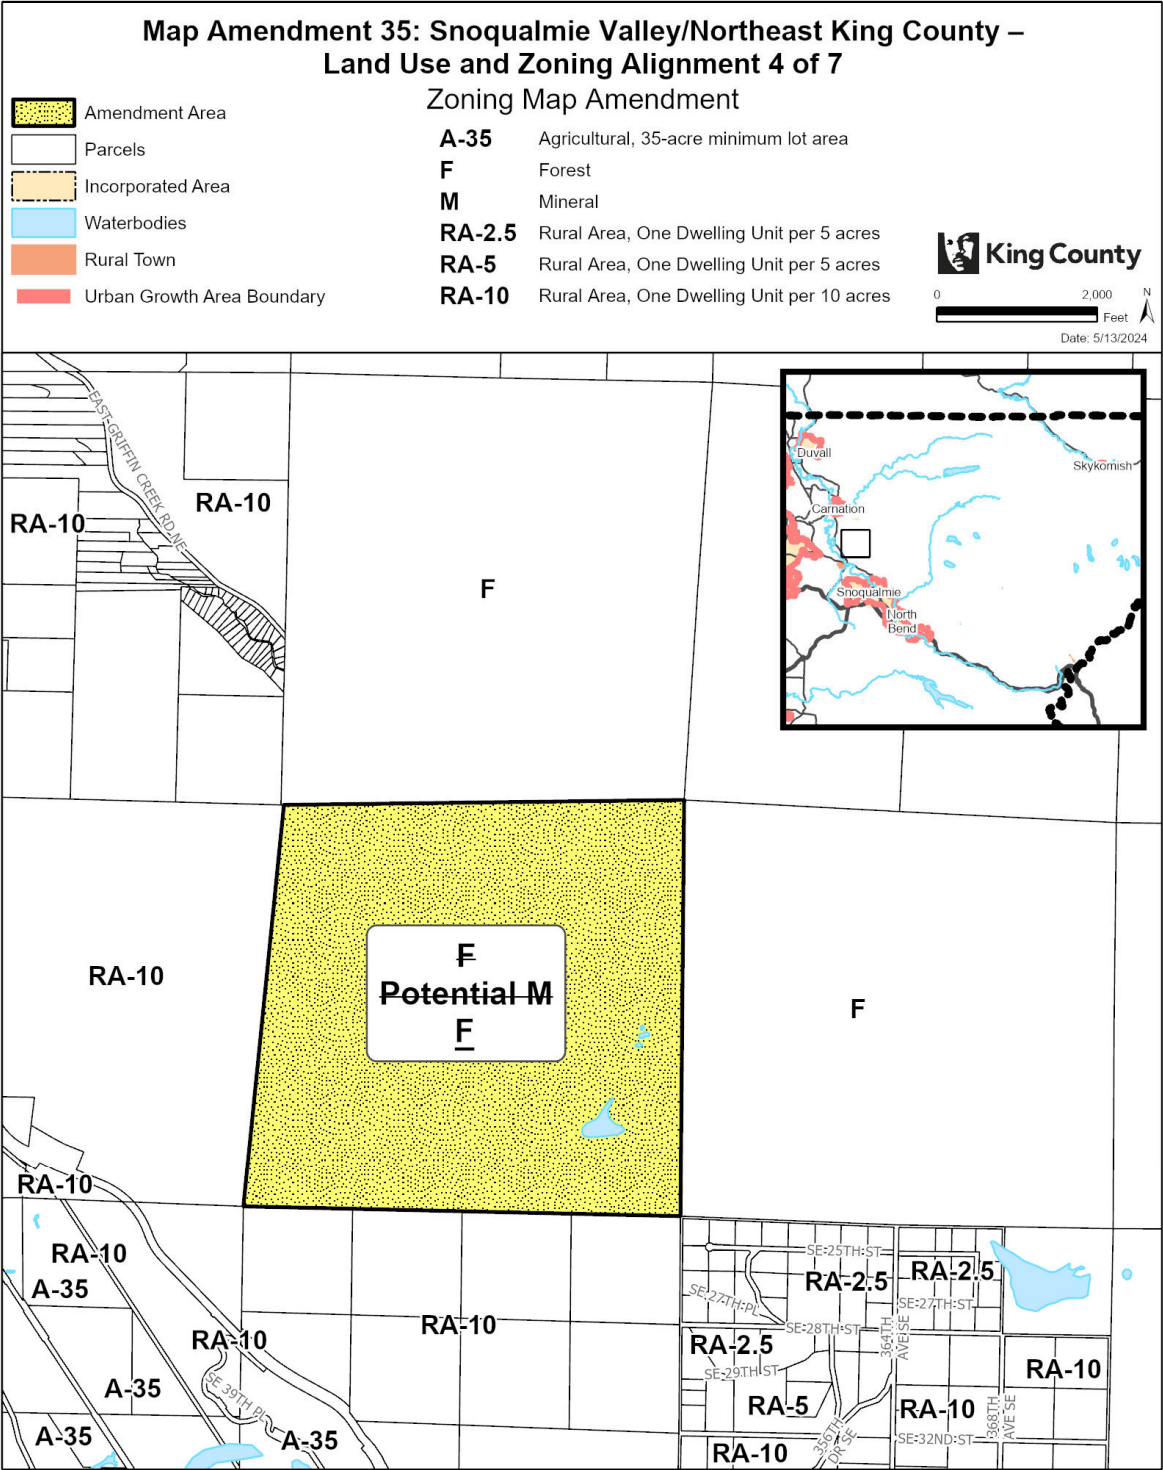 Map Amendment 35: Snoqualmie Valley/Northeast King County –
Land Use and Zoning Alignment 4 of 7
Zoning Map Amendment
Amendment Area
Parcels
Incorporated Area
Waterbodies
Rural Town
Urban Growth Area Boundary
A-35 Agricultural, 35-acre minimum lot area
F Forest
M Mineral
RA-2.5 Rural Area, One Dwelling Unit per 5 acres
RA-5 Rural Area, One Dwelling Unit per 5 acres
RA-10 Rural Area, One Dwelling Unit per 10 acres
King County
0 2,000 N
Feet
Date: 5/13/2024
EAST GRIFFIN CREEK RD NE
RA-10
RA-10
F
Duvall
Skykomish
Carnation
Snoqualmie
North
Bend
F
Potential M
F
RA-10
F
RA-10
RA-10
A-35
RA-10
A-35
A-35
A-35
SE 39TH PL
RA-10
SE 25TH ST
RA-2.5
RA-2.5
SE 27TH PL
SE 27TH ST
SE 28TH ST
364TH
AVE SE
RA-2.5
SE 29TH ST
RA-10
RA-5
RA-10
368TH
AVE SE
356TH
DR SE
SE 32ND ST
RA-10